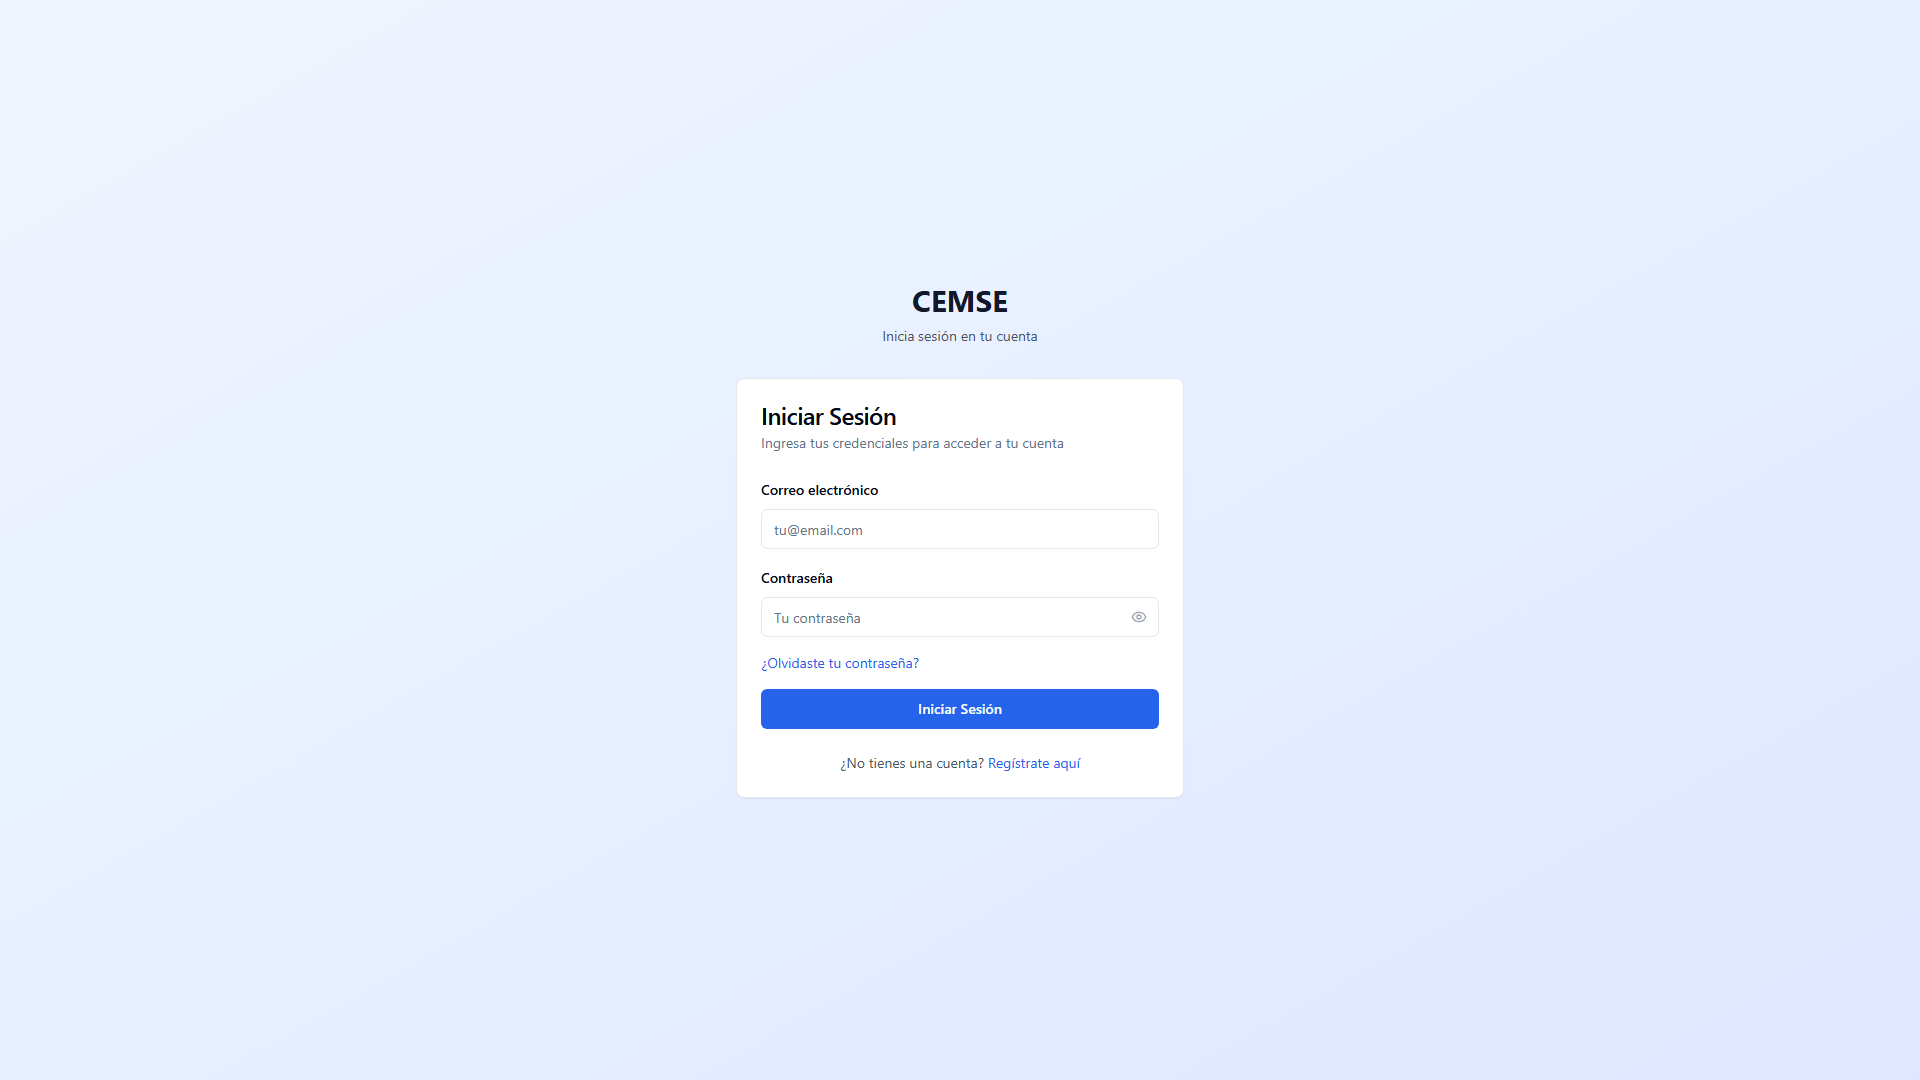 CEMSE
Inicia sesión en tu cuenta
Iniciar Sesión
Ingresa tus credenciales para acceder a tu cuenta
Correo electrónico
tu@email.com
Contraseña
Tu contraseña
¿Olvidaste tu contraseña?
Iniciar Sesión
¿No tienes una cuenta? Regístrate aquí